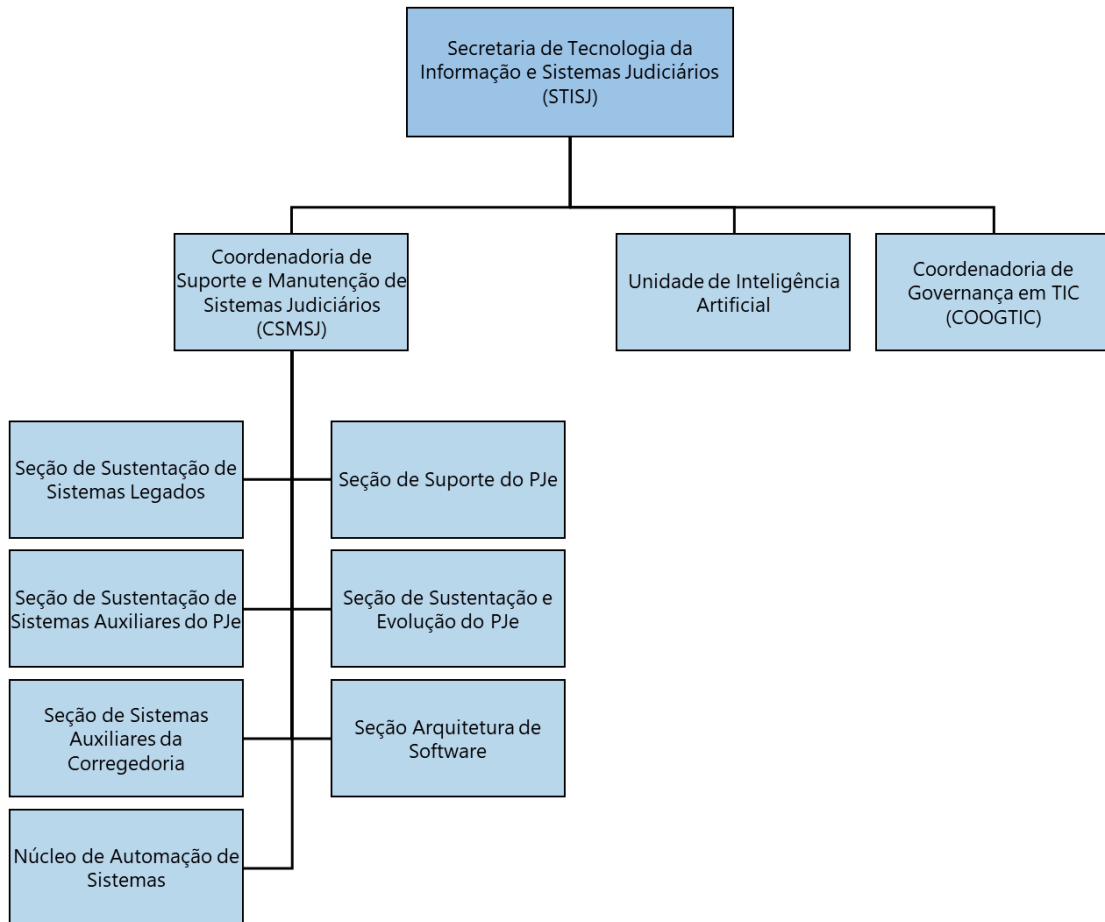 Secretaria de Tecnologia da
Informação e Sistemas Judiciários
(STISJ)
Coordenadoria de
Suporte e Manutenção de
Sistemas Judiciários
(CSMSJ)
Unidade de Inteligência
Artificial
Coordenadoria de
Governança em TIC
(COOGTIC)
Seção de Sustentação de
Sistemas Legados
Seção de Suporte do PJe
Seção de Sustentação de
Sistemas Auxiliares do PJe
Seção de Sustentação e
Evolução do PJe
Seção de Sistemas
Auxiliares da
Corregedoria
Seção Arquitetura de
Software
Núcleo de Automação de
Sistemas